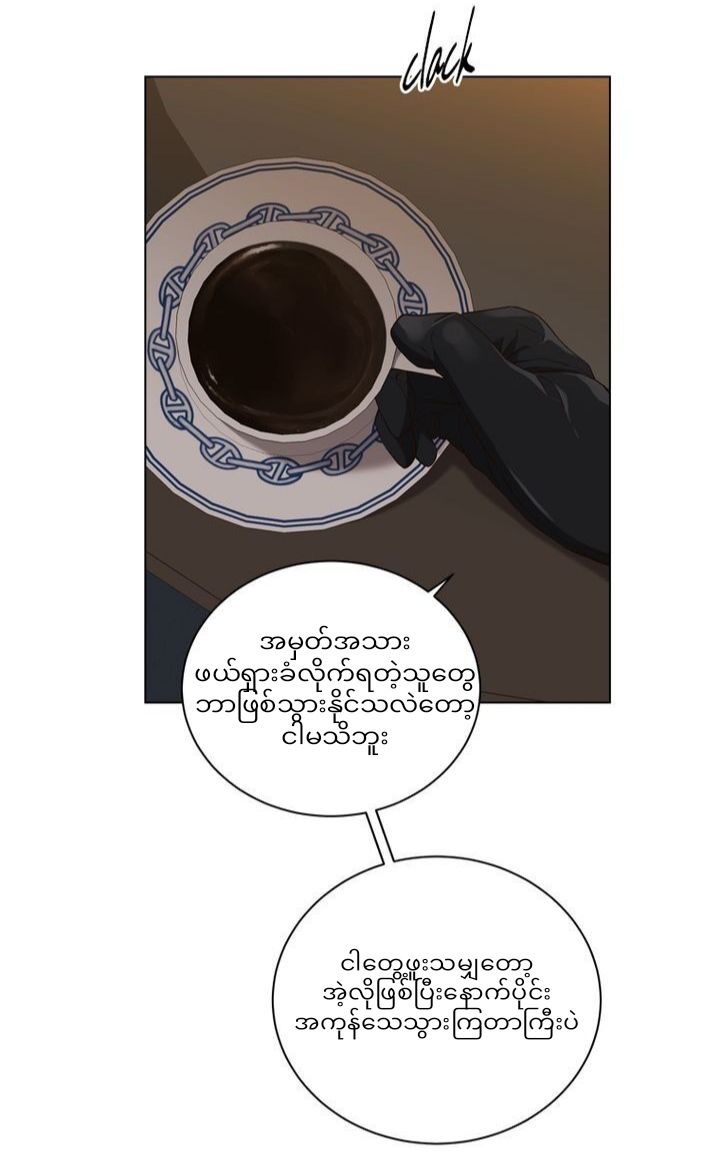 clack
အမှတ်အသား
ဖယ်ရှားခံလိုက်ရတဲ့သူတွေ
ဘာဖြစ်သွားနိုင်သလဲတော့
ငါမသိဘူး
ငါတွေ့ဖူးသမျှတော့
အဲ့လိုဖြစ်ပြီးနောက်ပိုင်း
အကုန်သေသွားကြတာကြီးပဲ